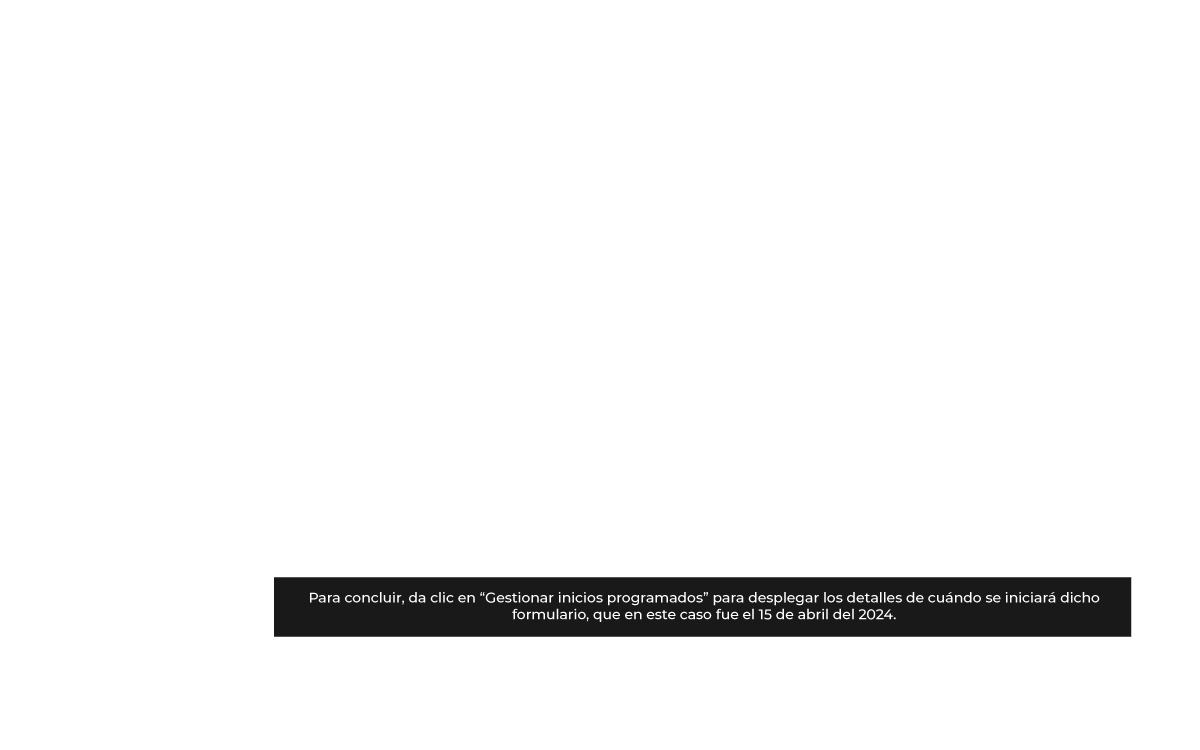 Para concluir, da clic en “Gestionar inicios programados” para desplegar los detalles de cuándo se iniciará dicho
formulario, que en este caso fue el 15 de abril del 2024.